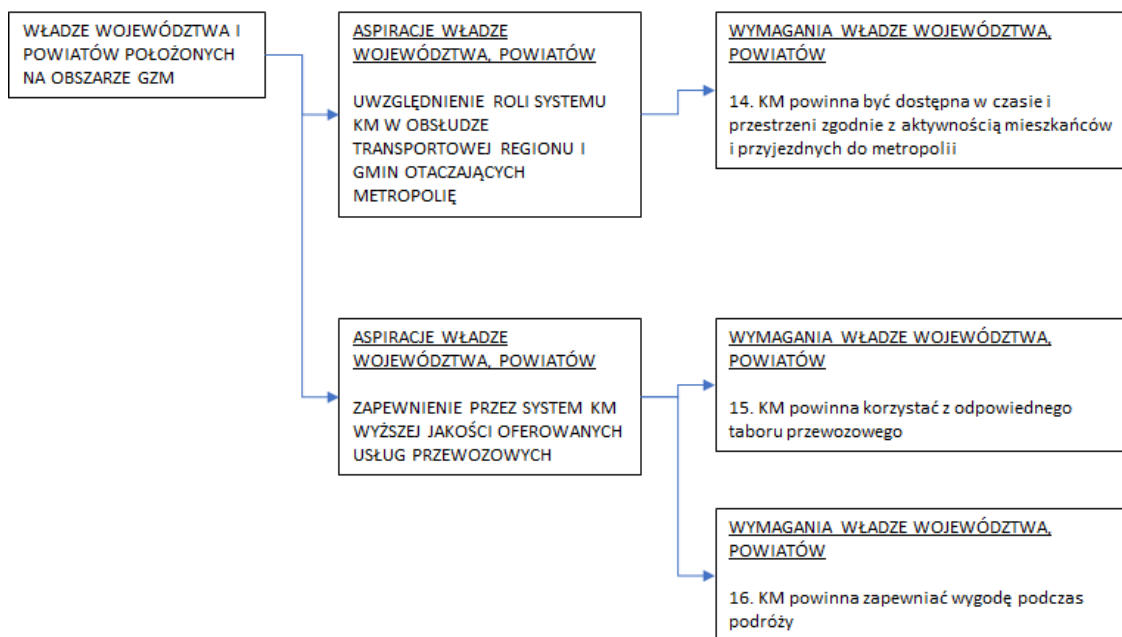 WŁADZE WOJEWÓDZTWA I
POWIATÓW POŁOŻONYCH
NA OBSZARZE GZM
ASPIRACJE WŁADZE
WOJEWÓDZTWA, POWIATÓW
UWZGLĘDNIENIE ROLI SYSTEMU
KM W OBSŁUDZE
TRANSPORTOWEJ REGIONU I
GMIN OTACZAJĄCYCH
METROPOLIĘ
WYMAGANIA WŁADZE WOJEWÓDZTWA,
POWIATÓW
14. KM powinna być dostępna w czasie i
przestrzeni zgodnie z aktywnością mieszkańców
i przyjezdnych do metropolii
ASPIRACJE WŁADZE
WOJEWÓDZTWA, POWIATÓW
ZAPEWNIENIE PRZEZ SYSTEM KM
WYŻSZEJ JAKOŚCI OFEROWANYCH
USŁUG PRZEWOZOWYCH
WYMAGANIA WŁADZE WOJEWÓDZTWA,
POWIATÓW
15. KM powinna korzystać z odpowiednego
taboru przewozowego
WYMAGANIA WŁADZE WOJEWÓDZTWA,
POWIATÓW
16. KM powinna zapewniać wygodę podczas
podróży